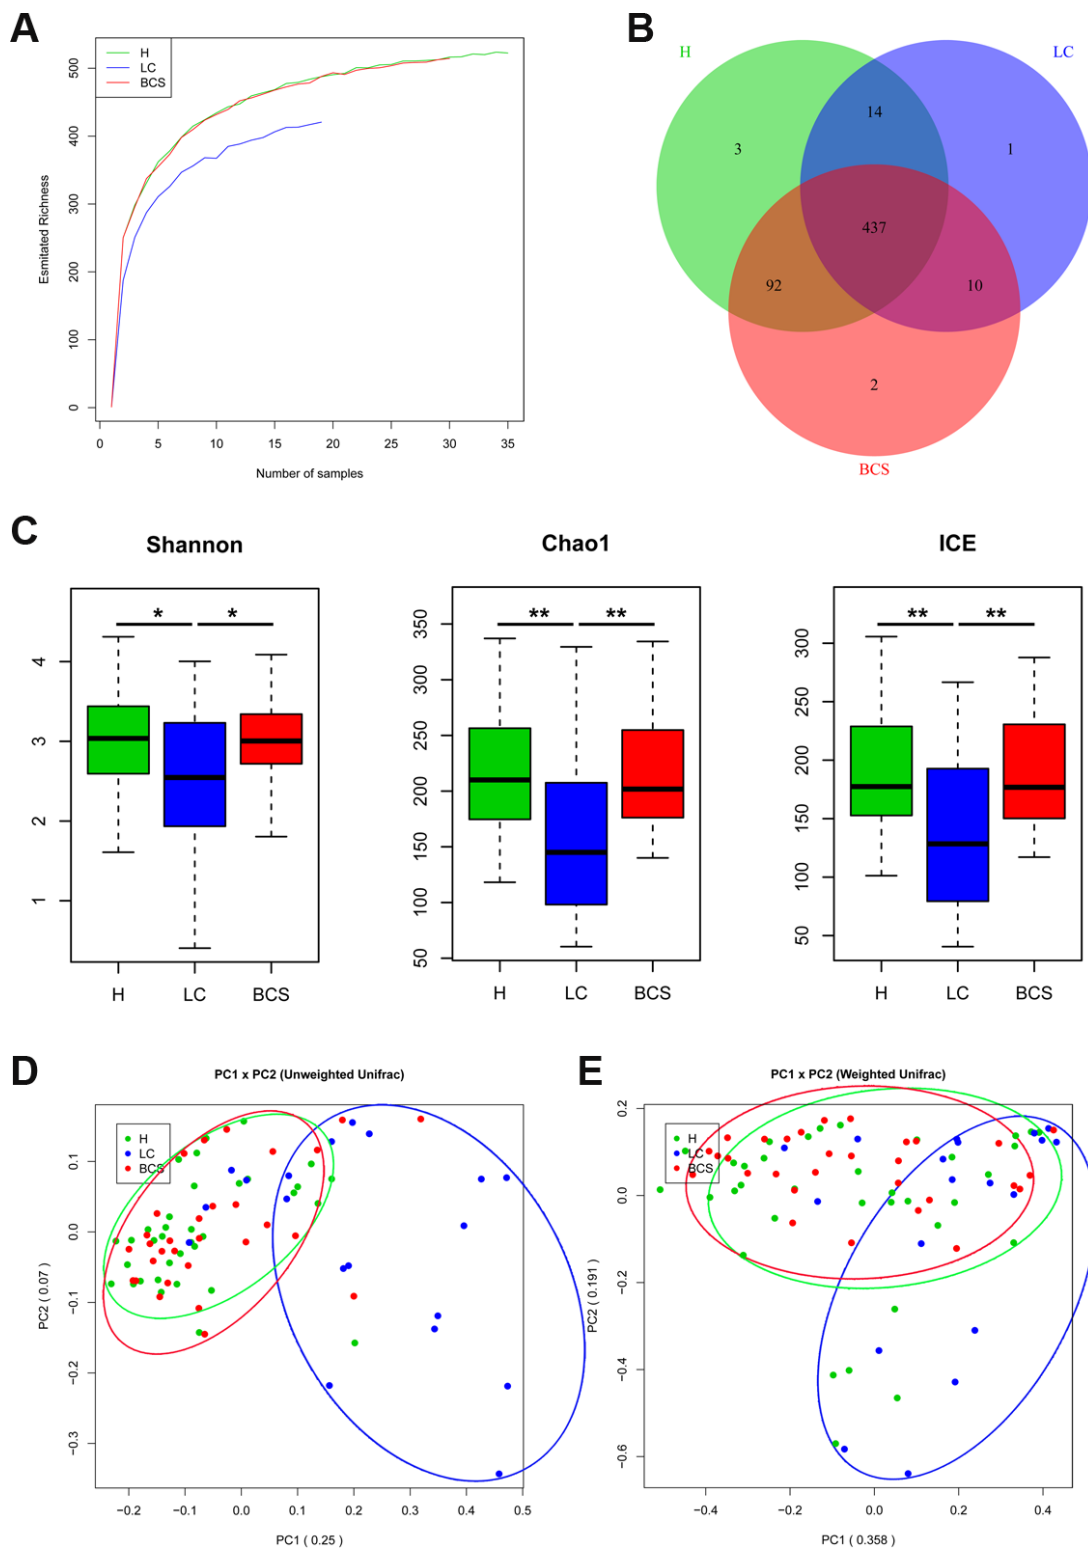 A
H
LC
BCS
Esmitated Richness
0
100
200
300
400
500
0 5 10 15 20 25 30 35
Number of samples
B
H
LC
BCS
14
3
1
437
92
10
2
C
Shannon
* *
4
3
2
1
H LC BCS
Chao1
** **
350
300
250
200
150
100
50
H LC BCS
ICE
** **
300
250
200
150
100
50
H LC BCS
D
PC1 x PC2 (Unweighted Unifrac)
H
LC
BCS
PC2 ( 0.07)
0.1
0.0
−0.1
−0.2
−0.3
−0.2 −0.1 0.0 0.1 0.2 0.3 0.4 0.5
PC1 ( 0.25)
E
PC1 x PC2 (Weighted Unifrac)
H
LC
BCS
PC2 ( 0.191)
0.2
0.0
−0.2
−0.4
−0.6
−0.4 −0.2 0.0 0.2 0.4
PC1 ( 0.358)